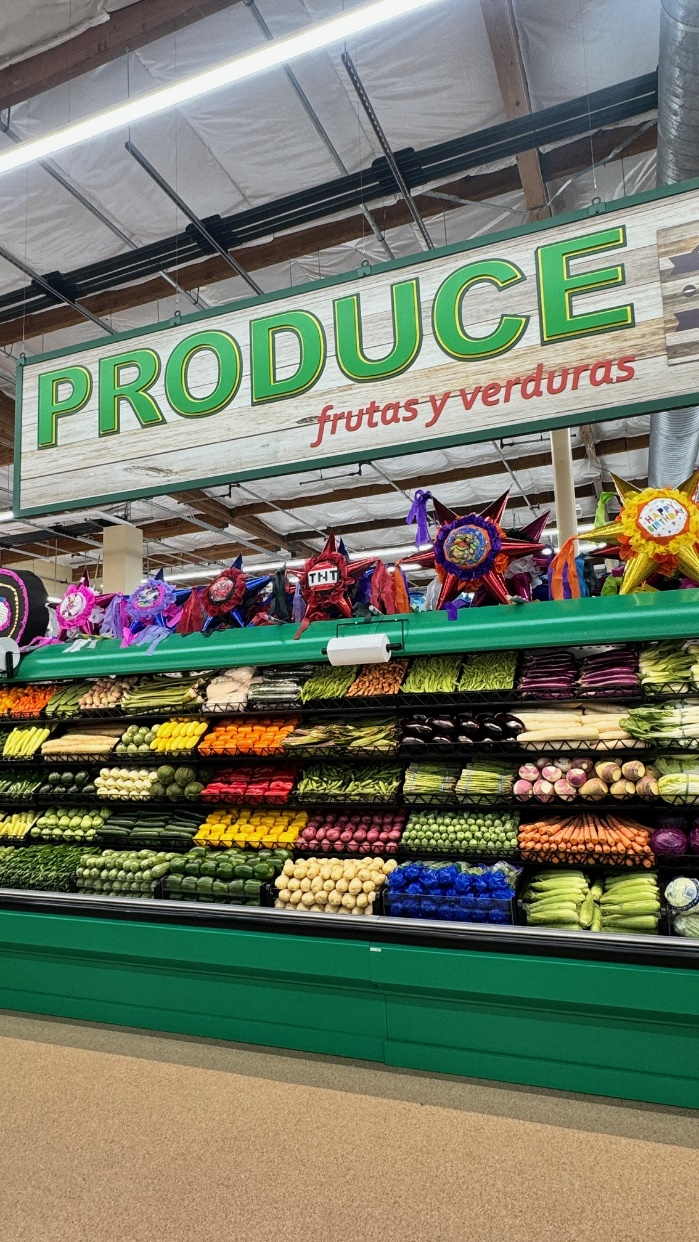 PRODUCE
frutas y verduras
TNT
HAPPY
BIRTHDAY